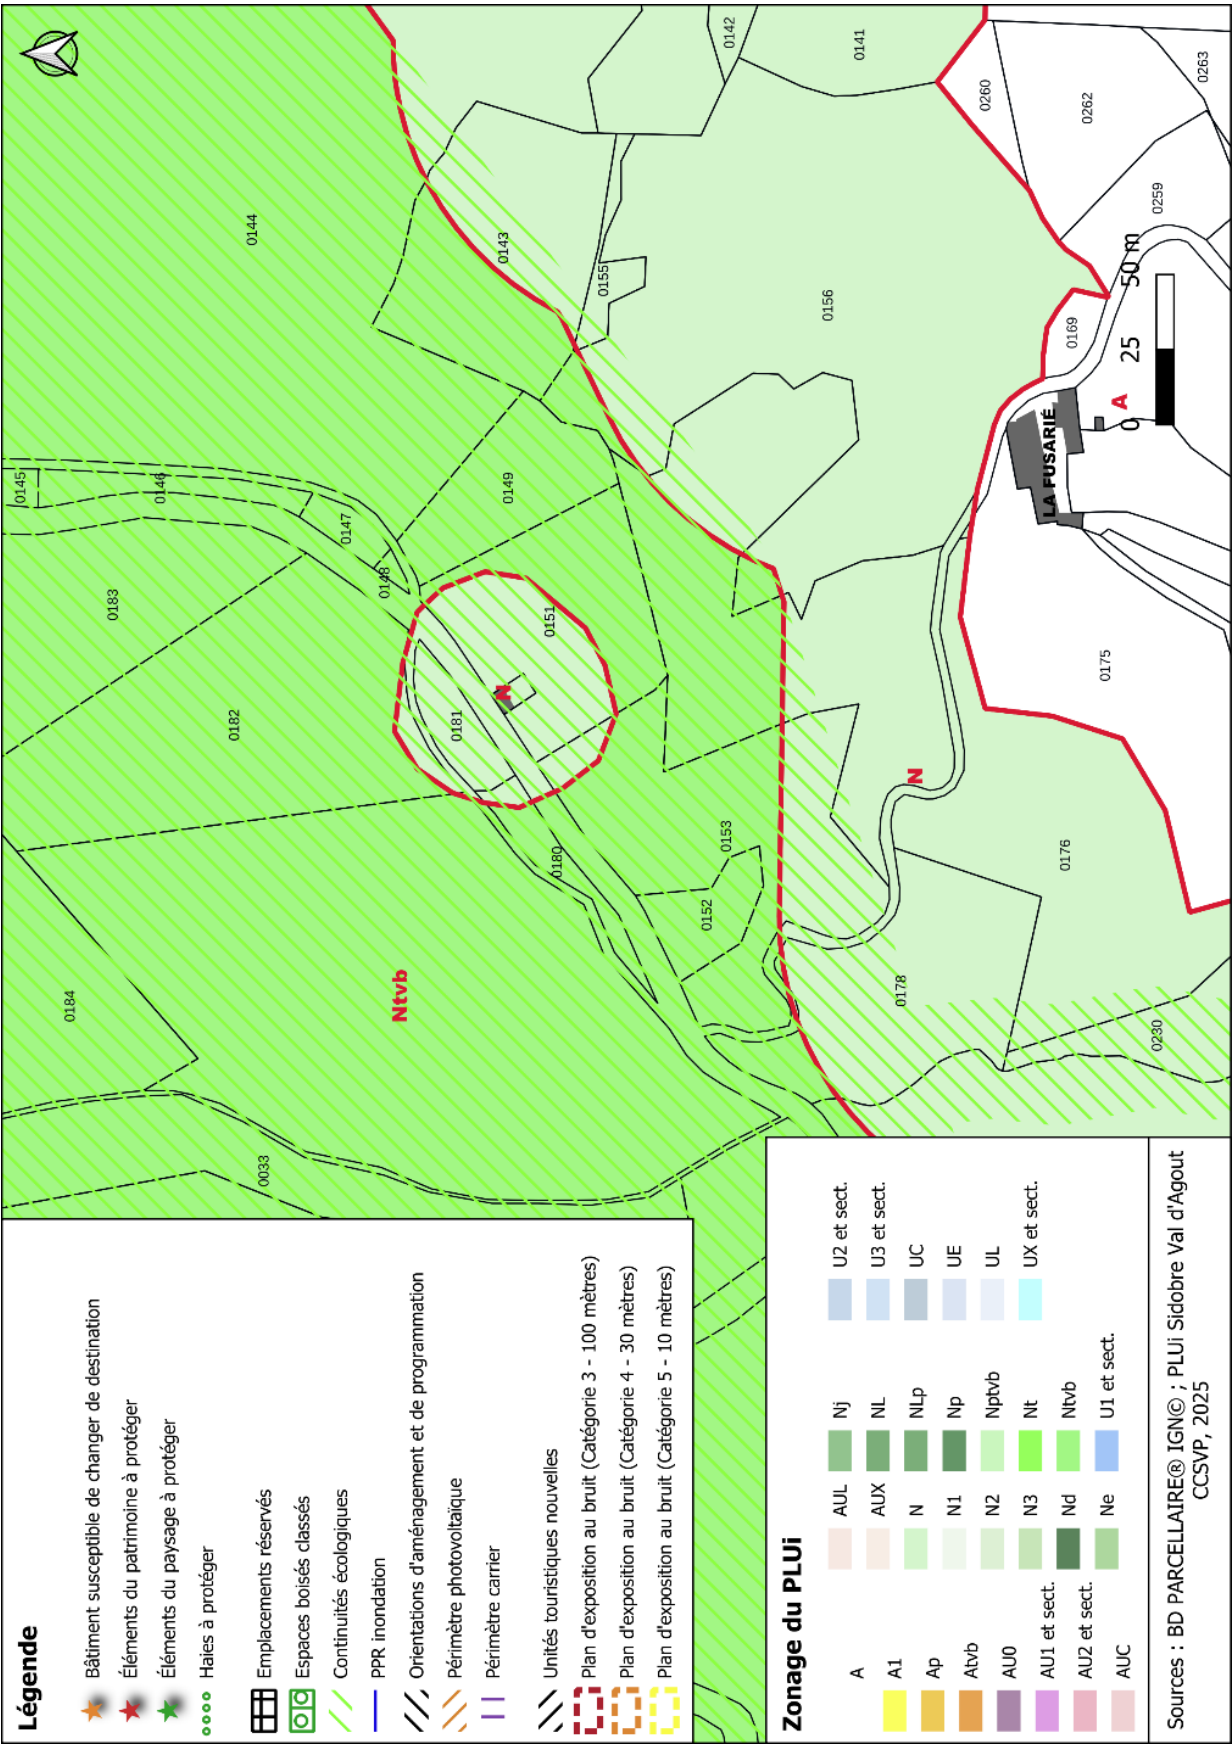 Légende
Bâtiment susceptible de changer de destination
Éléments du patrimoine à protéger
Éléments du paysage à protéger
Haies à protéger
Emplacements réservés
Espaces boisés classés
Continuités écologiques
PPR inondation
Orientations d'aménagement et de programmation
Périmètre photovoltaïque
Périmètre carrier
Unités touristiques nouvelles
Plan d'exposition au bruit (Catégorie 3 - 100 mètres)
Plan d'exposition au bruit (Catégorie 4 - 30 mètres)
Plan d'exposition au bruit (Catégorie 5 - 10 mètres)
Zonage du PLUi
A
A1
Ap
Atvb
AU0
AU1 et sect.
AU2 et sect.
AUC
AUL
AUX
N
N1
N2
N3
Nd
Ne
Nj
NL
NLp
Np
Nptvb
Nt
Ntvb
U1 et sect.
U2 et sect.
U3 et sect.
UC
UE
UL
UX et sect.
Sources : BD PARCELLAIRE® IGN© ; PLUi Sidobre Val d'Agout
CCSVP, 2025
0184
0033
Ntvb
0183
0182
0145
0146
0147
0148
0144
0149
0143
0181
0151
N
0180
0153
0152
0155
0142
0141
0156
0178
N
0176
0230
0175
0260
0262
0263
0259
0169
LA FUSARIÉ
A
0 25 50 m